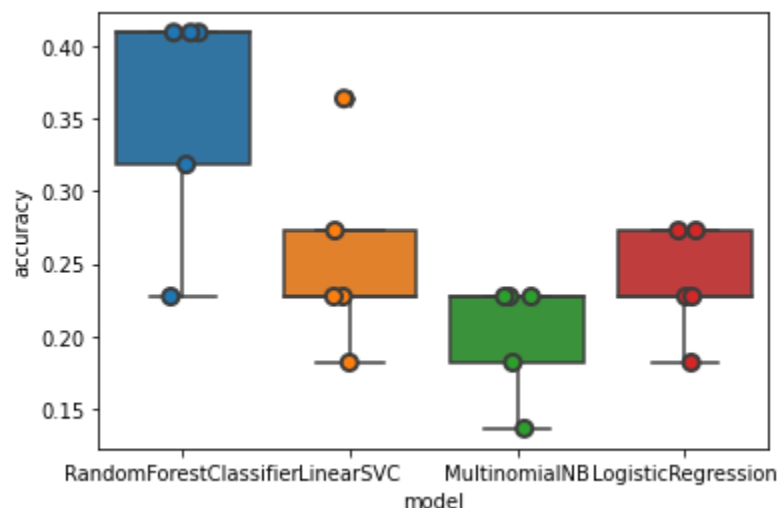 accuracy
0.40
0.35
0.30
0.25
0.20
0.15
RandomForestClassifierLinearSVC MultinomialNB LogisticRegression
model